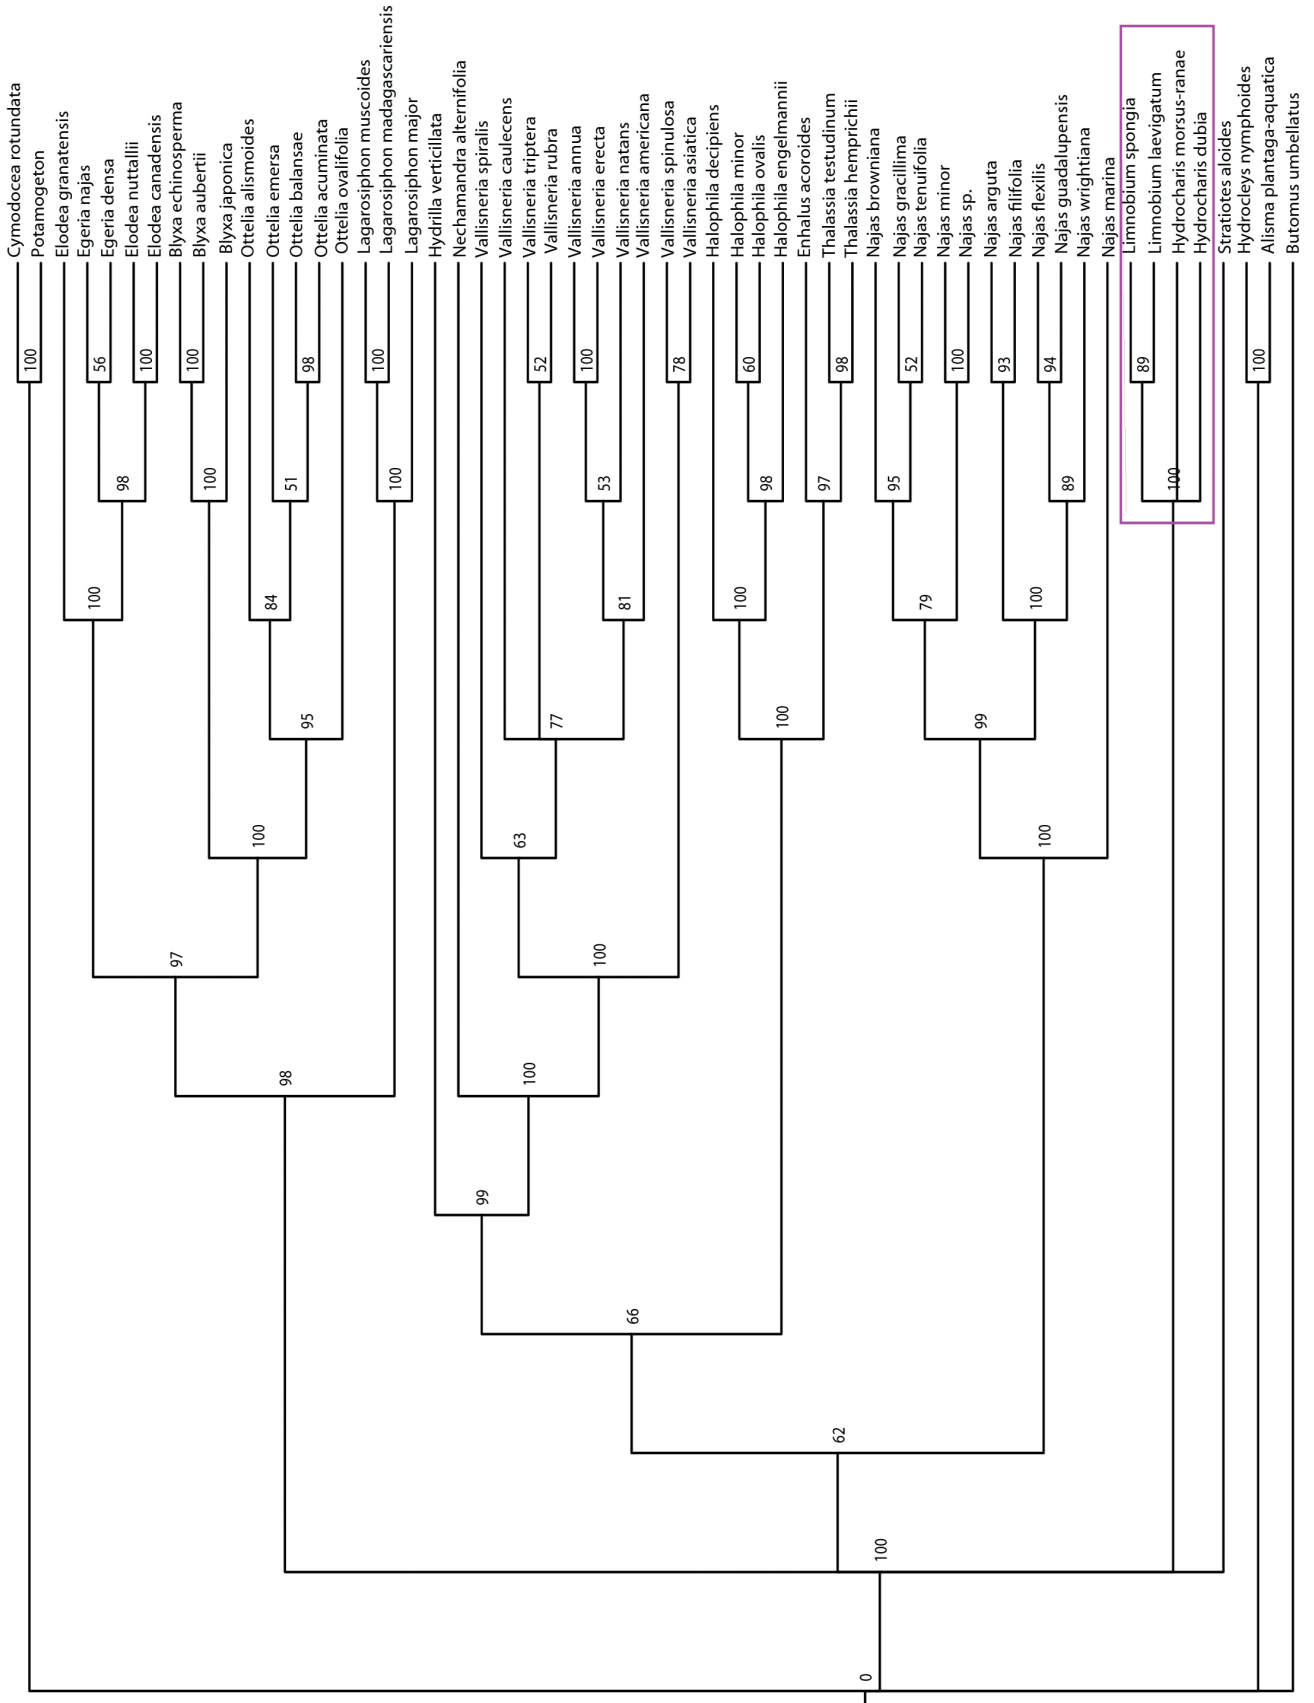 Cymodocea rotundata
Potamogeton
Elodea granatensis
Egeria najas
Egeria densa
Elodea nuttallii
Elodea canadensis
Blyxa echinosperma
Blyxa aubertii
Blyxa japonica
Ottelia alismoides
Ottelia emersa
Ottelia balansae
Ottelia acuminata
Ottelia ovalifolia
Lagarosiphon muscoides
Lagarosiphon madagascariensis
Lagarosiphon major
Hydrilla verticillata
Nechamandra alternifolia
Vallisneria spiralis
Vallisneria caulecens
Vallisneria triptera
Vallisneria rubra
Vallisneria annua
Vallisneria erecta
Vallisneria natans
Vallisneria americana
Vallisneria spinulosa
Vallisneria asiatica
Halophila decipiens
Halophila minor
Halophila ovalis
Halophila engelmannii
Enhalus acoroides
Thalassia testudinum
Thalassia hemprichii
Najas browniana
Najas gracillima
Najas tenuifolia
Najas minor
Najas sp.
Najas arguta
Najas filifolia
Najas flexilis
Najas guadalupensis
Najas wrightiana
Najas marina
Limnobium spongia
Limnobium laevigatum
Hydrocharis morsus-ranae
Hydrocharis dubia
Stratiotes aloides
Hydrocleys nymphoides
Alisma plantaga-aquatica
Butomus umbellatus
100
56
100
100
98
100
52
100
78
60
98
52
100
93
94
89
100
98
100
51
100
53
98
97
95
89
100
100
84
81
100
79
100
95
77
100
99
100
63
100
97
100
98
100
99
66
62
100
0